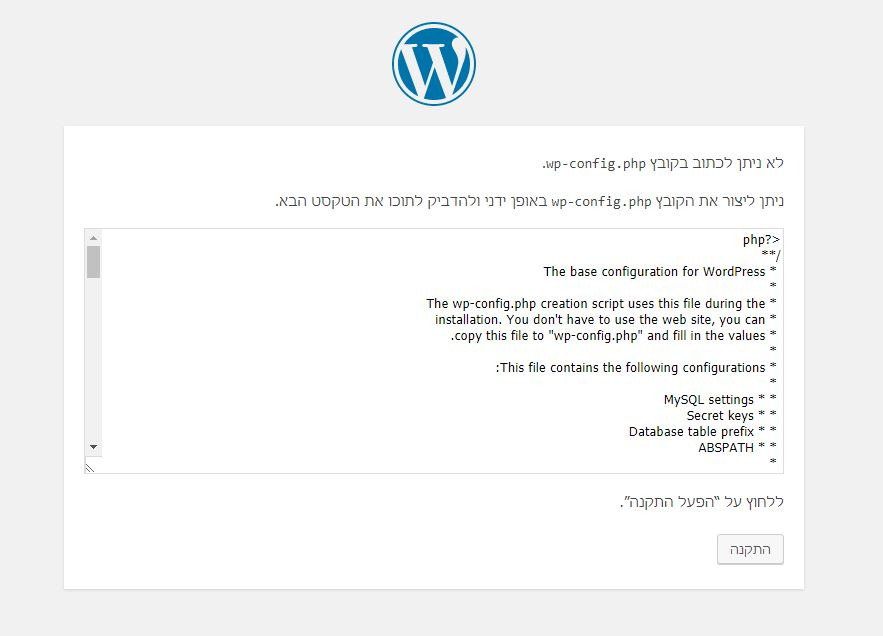 לא ניתן לכתוב בקובץ wp-config.php.
ניתן ליצור את הקובץ wp-config.php באופן ידני ולהדביק לתוכו את הטקסט הבא.
<?php
/**
* The base configuration for WordPress
*
* The wp-config.php creation script uses this file during the
* installation. You don't have to use the web site, you can
* copy this file to "wp-config.php" and fill in the values.
*
* This file contains the following configurations:
*
* * MySQL settings
* * Secret keys
* * Database table prefix
* * ABSPATH
*
ללחוץ על “הפעל התקנה”.
התקנה